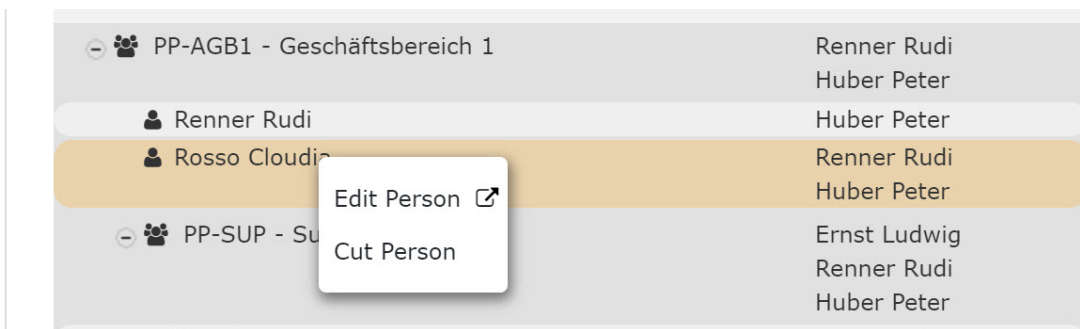 PP-AGB1 - Geschäftsbereich 1 Renner Rudi
Huber Peter
Renner Rudi Huber Peter
Rosso Cloudia Renner Rudi
Huber Peter
Edit Person
Cut Person
PP-SUP - Su Ernst Ludwig
Renner Rudi
Huber Peter